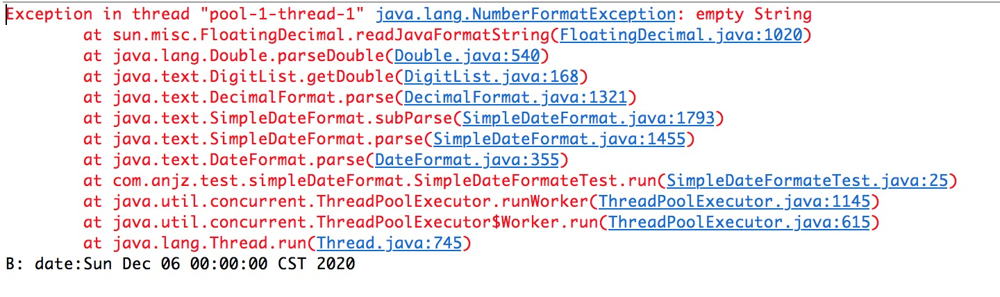 Exception in thread "pool-1-thread-1" java.lang.NumberFormatException: empty String
at sun.misc.FloatingDecimal.readJavaFormatString(FloatingDecimal.java:1020)
at java.lang.Double.parseDouble(Double.java:540)
at java.text.DigitList.getDouble(DigitList.java:168)
at java.text.DecimalFormat.parse(DecimalFormat.java:1321)
at java.text.SimpleDateFormat.subParse(SimpleDateFormat.java:1793)
at java.text.SimpleDateFormat.parse(SimpleDateFormat.java:1455)
at java.text.DateFormat.parse(DateFormat.java:355)
at com.anjz.test.simpleDateFormat.SimpleDateFormateTest.run(SimpleDateFormateTest.java:25)
at java.util.concurrent.ThreadPoolExecutor.runWorker(ThreadPoolExecutor.java:1145)
at java.util.concurrent.ThreadPoolExecutor$Worker.run(ThreadPoolExecutor.java:615)
at java.lang.Thread.run(Thread.java:745)
B: date:Sun Dec 06 00:00:00 CST 2020